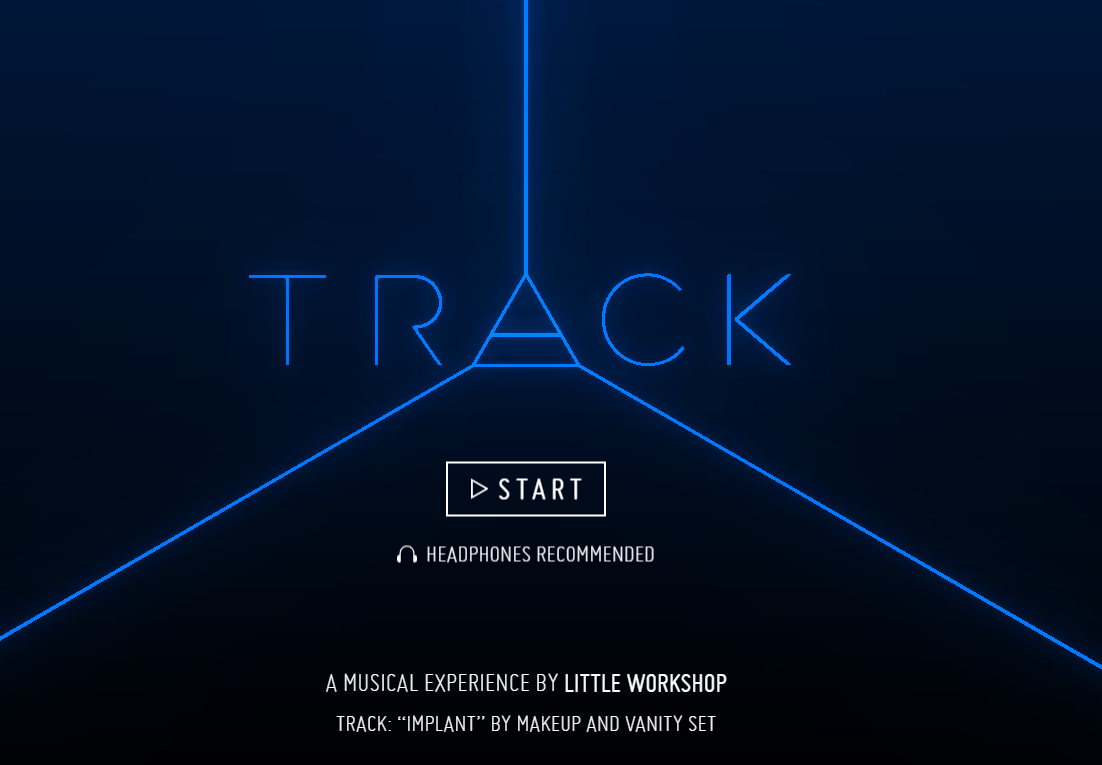 TRACK
START
HEADPHONES RECOMMENDED
A MUSICAL EXPERIENCE BY LITTLE WORKSHOP
TRACK: “IMPLANT” BY MAKEUP AND VANITY SET